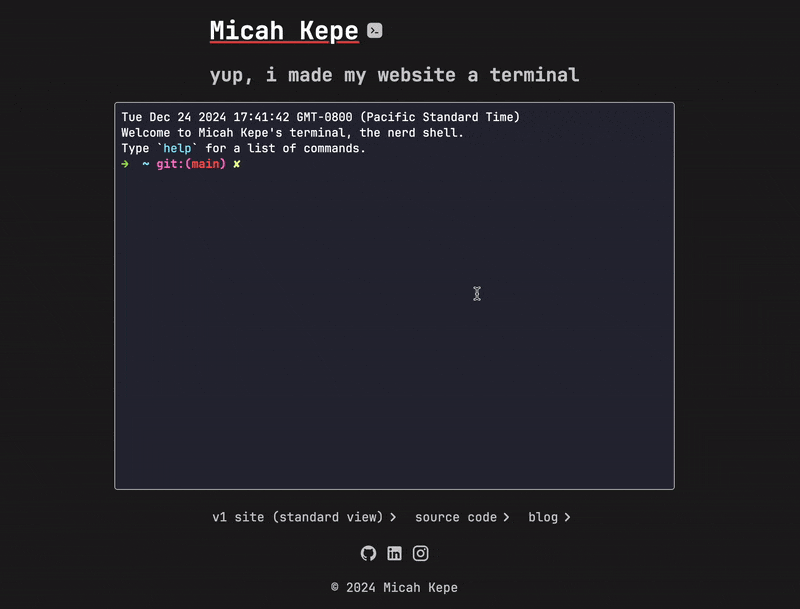 Micah Kepe
yup, i made my website a terminal
Tue Dec 24 2024 17:41:42 GMT-0800 (Pacific Standard Time)
Welcome to Micah Kepe's terminal, the nerd shell.
Type `help` for a list of commands.
→ ~ git:(main) ✘
v1 site (standard view) >
source code >
blog >
© 2024 Micah Kepe